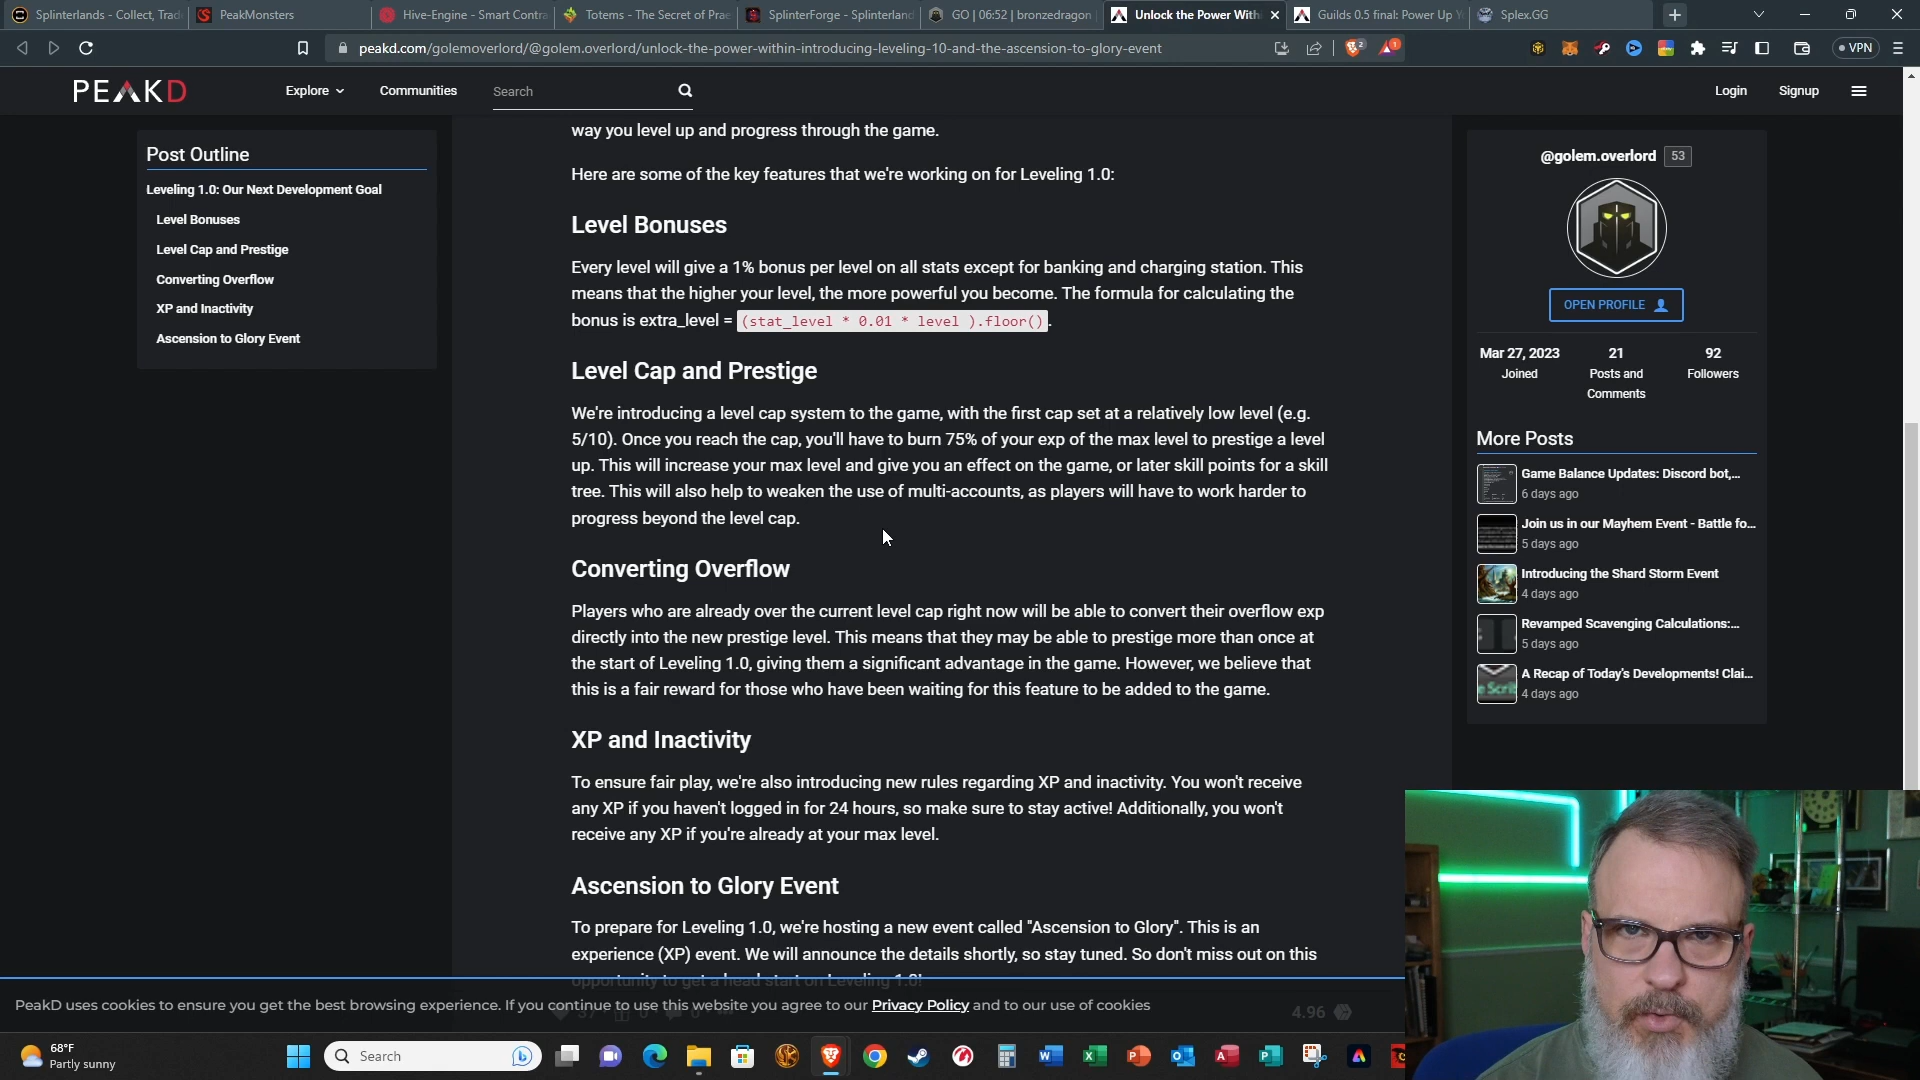 Splinterlands - Collect, Trad
PeakMonsters
Hive-Engine - Smart Contra
Totems - The Secret of Prae
SplinterForge - Splinterland
GO | 06:52 | bronzedragon
Unlock the Power With
Guilds 0.5 final: Power Up Y
Splex.GG
peakd.com/golemoverlord/@golem.overlord/unlock-the-power-within-introducing-leveling-10-and-the-ascension-to-glory-event
2
1
VPN
PEAKD
Explore
Communities
Search
Login
Signup
Post Outline
Leveling 1.0: Our Next Development Goal
Level Bonuses
Level Cap and Prestige
Converting Overflow
XP and Inactivity
Ascension to Glory Event
way you level up and progress through the game.
Here are some of the key features that we're working on for Leveling 1.0:
Level Bonuses
Every level will give a 1% bonus per level on all stats except for banking and charging station. This
means that the higher your level, the more powerful you become. The formula for calculating the
bonus is extra_level = (stat_level * 0.01 * level ).floor().
Level Cap and Prestige
We're introducing a level cap system to the game, with the first cap set at a relatively low level (e.g.
5/10). Once you reach the cap, you'll have to burn 75% of your exp of the max level to prestige a level
up. This will increase your max level and give you an effect on the game, or later skill points for a skill
tree. This will also help to weaken the use of multi-accounts, as players will have to work harder to
progress beyond the level cap.
Converting Overflow
Players who are already over the current level cap right now will be able to convert their overflow exp
directly into the new prestige level. This means that they may be able to prestige more than once at
the start of Leveling 1.0, giving them a significant advantage in the game. However, we believe that
this is a fair reward for those who have been waiting for this feature to be added to the game.
XP and Inactivity
To ensure fair play, we're also introducing new rules regarding XP and inactivity. You won't receive
any XP if you haven't logged in for 24 hours, so make sure to stay active! Additionally, you won't
receive any XP if you're already at your max level.
Ascension to Glory Event
To prepare for Leveling 1.0, we're hosting a new event called "Ascension to Glory". This is an
experience (XP) event. We will announce the details shortly, so stay tuned. So don't miss out on this
opportunity to get a head start on Leveling 1.0!
4.96
@golem.overlord 53
OPEN PROFILE
Mar 27, 2023
Joined
21
Posts and
Comments
92
Followers
More Posts
Game Balance Updates: Discord bot,...
6 days ago
Join us in our Mayhem Event - Battle fo...
5 days ago
Introducing the Shard Storm Event
4 days ago
Revamped Scavenging Calculations:...
5 days ago
A Recap of Today's Developments! Clai...
4 days ago
PeakD uses cookies to ensure you get the best browsing experience. If you continue to use this website you agree to our Privacy Policy and to our use of cookies
68°F
Partly sunny
Search